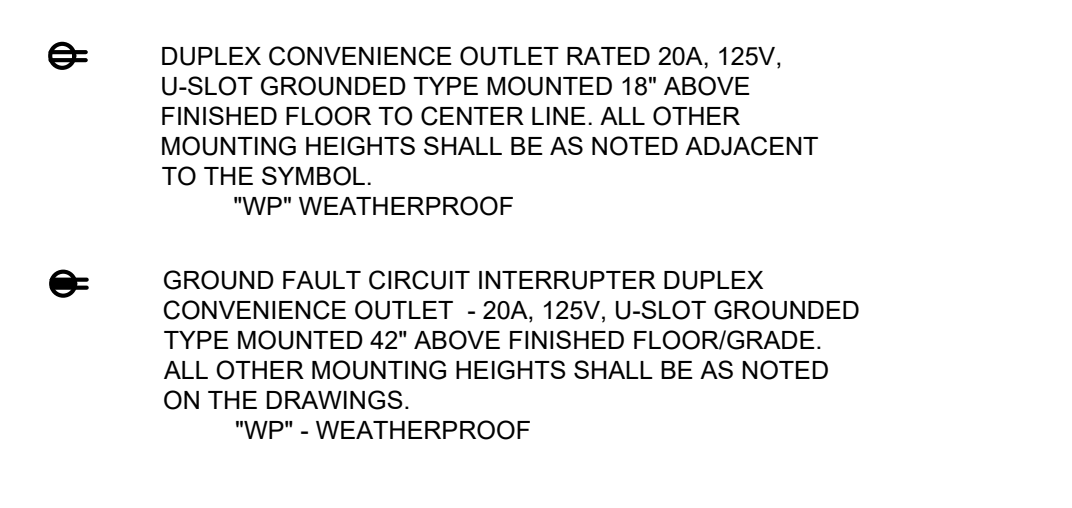 DUPLEX CONVENIENCE OUTLET RATED 20A, 125V,
U-SLOT GROUNDED TYPE MOUNTED 18" ABOVE
FINISHED FLOOR TO CENTER LINE. ALL OTHER
MOUNTING HEIGHTS SHALL BE AS NOTED ADJACENT
TO THE SYMBOL.
"WP" WEATHERPROOF
GROUND FAULT CIRCUIT INTERRUPTER DUPLEX
CONVENIENCE OUTLET - 20A, 125V, U-SLOT GROUNDED
TYPE MOUNTED 42" ABOVE FINISHED FLOOR/GRADE.
ALL OTHER MOUNTING HEIGHTS SHALL BE AS NOTED
ON THE DRAWINGS.
"WP" - WEATHERPROOF